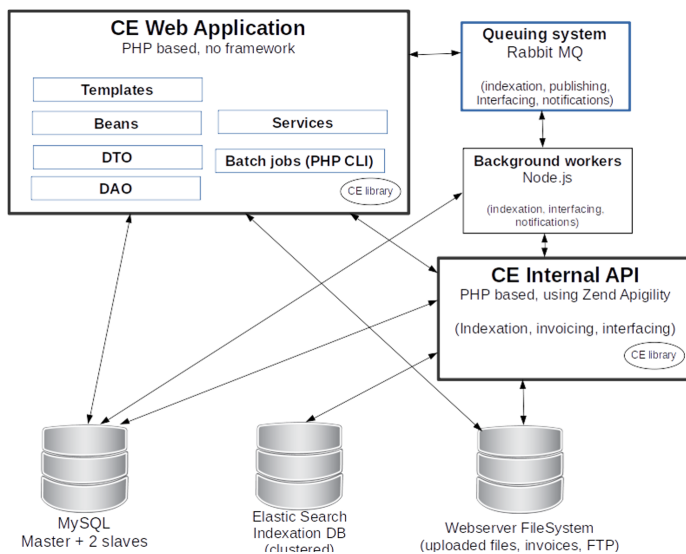 CE Web Application
PHP based, no framework
Templates
Beans
DTO
DAO
Services
Batch jobs (PHP CLI)
CE library
Queuing system
Rabbit MQ
(indexation, publishing,
Interfacing, notifications)
Background workers
Node.js
(indexation, interfacing,
notifications)
CE Internal API
PHP based, using Zend Apigility
(Indexation, invoicing, interfacing)
CE library
MySQL
Master + 2 slaves
Elastic Search
Indexation DB
(clustered)
Webserver FileSystem
(uploaded files, invoices, FTP)